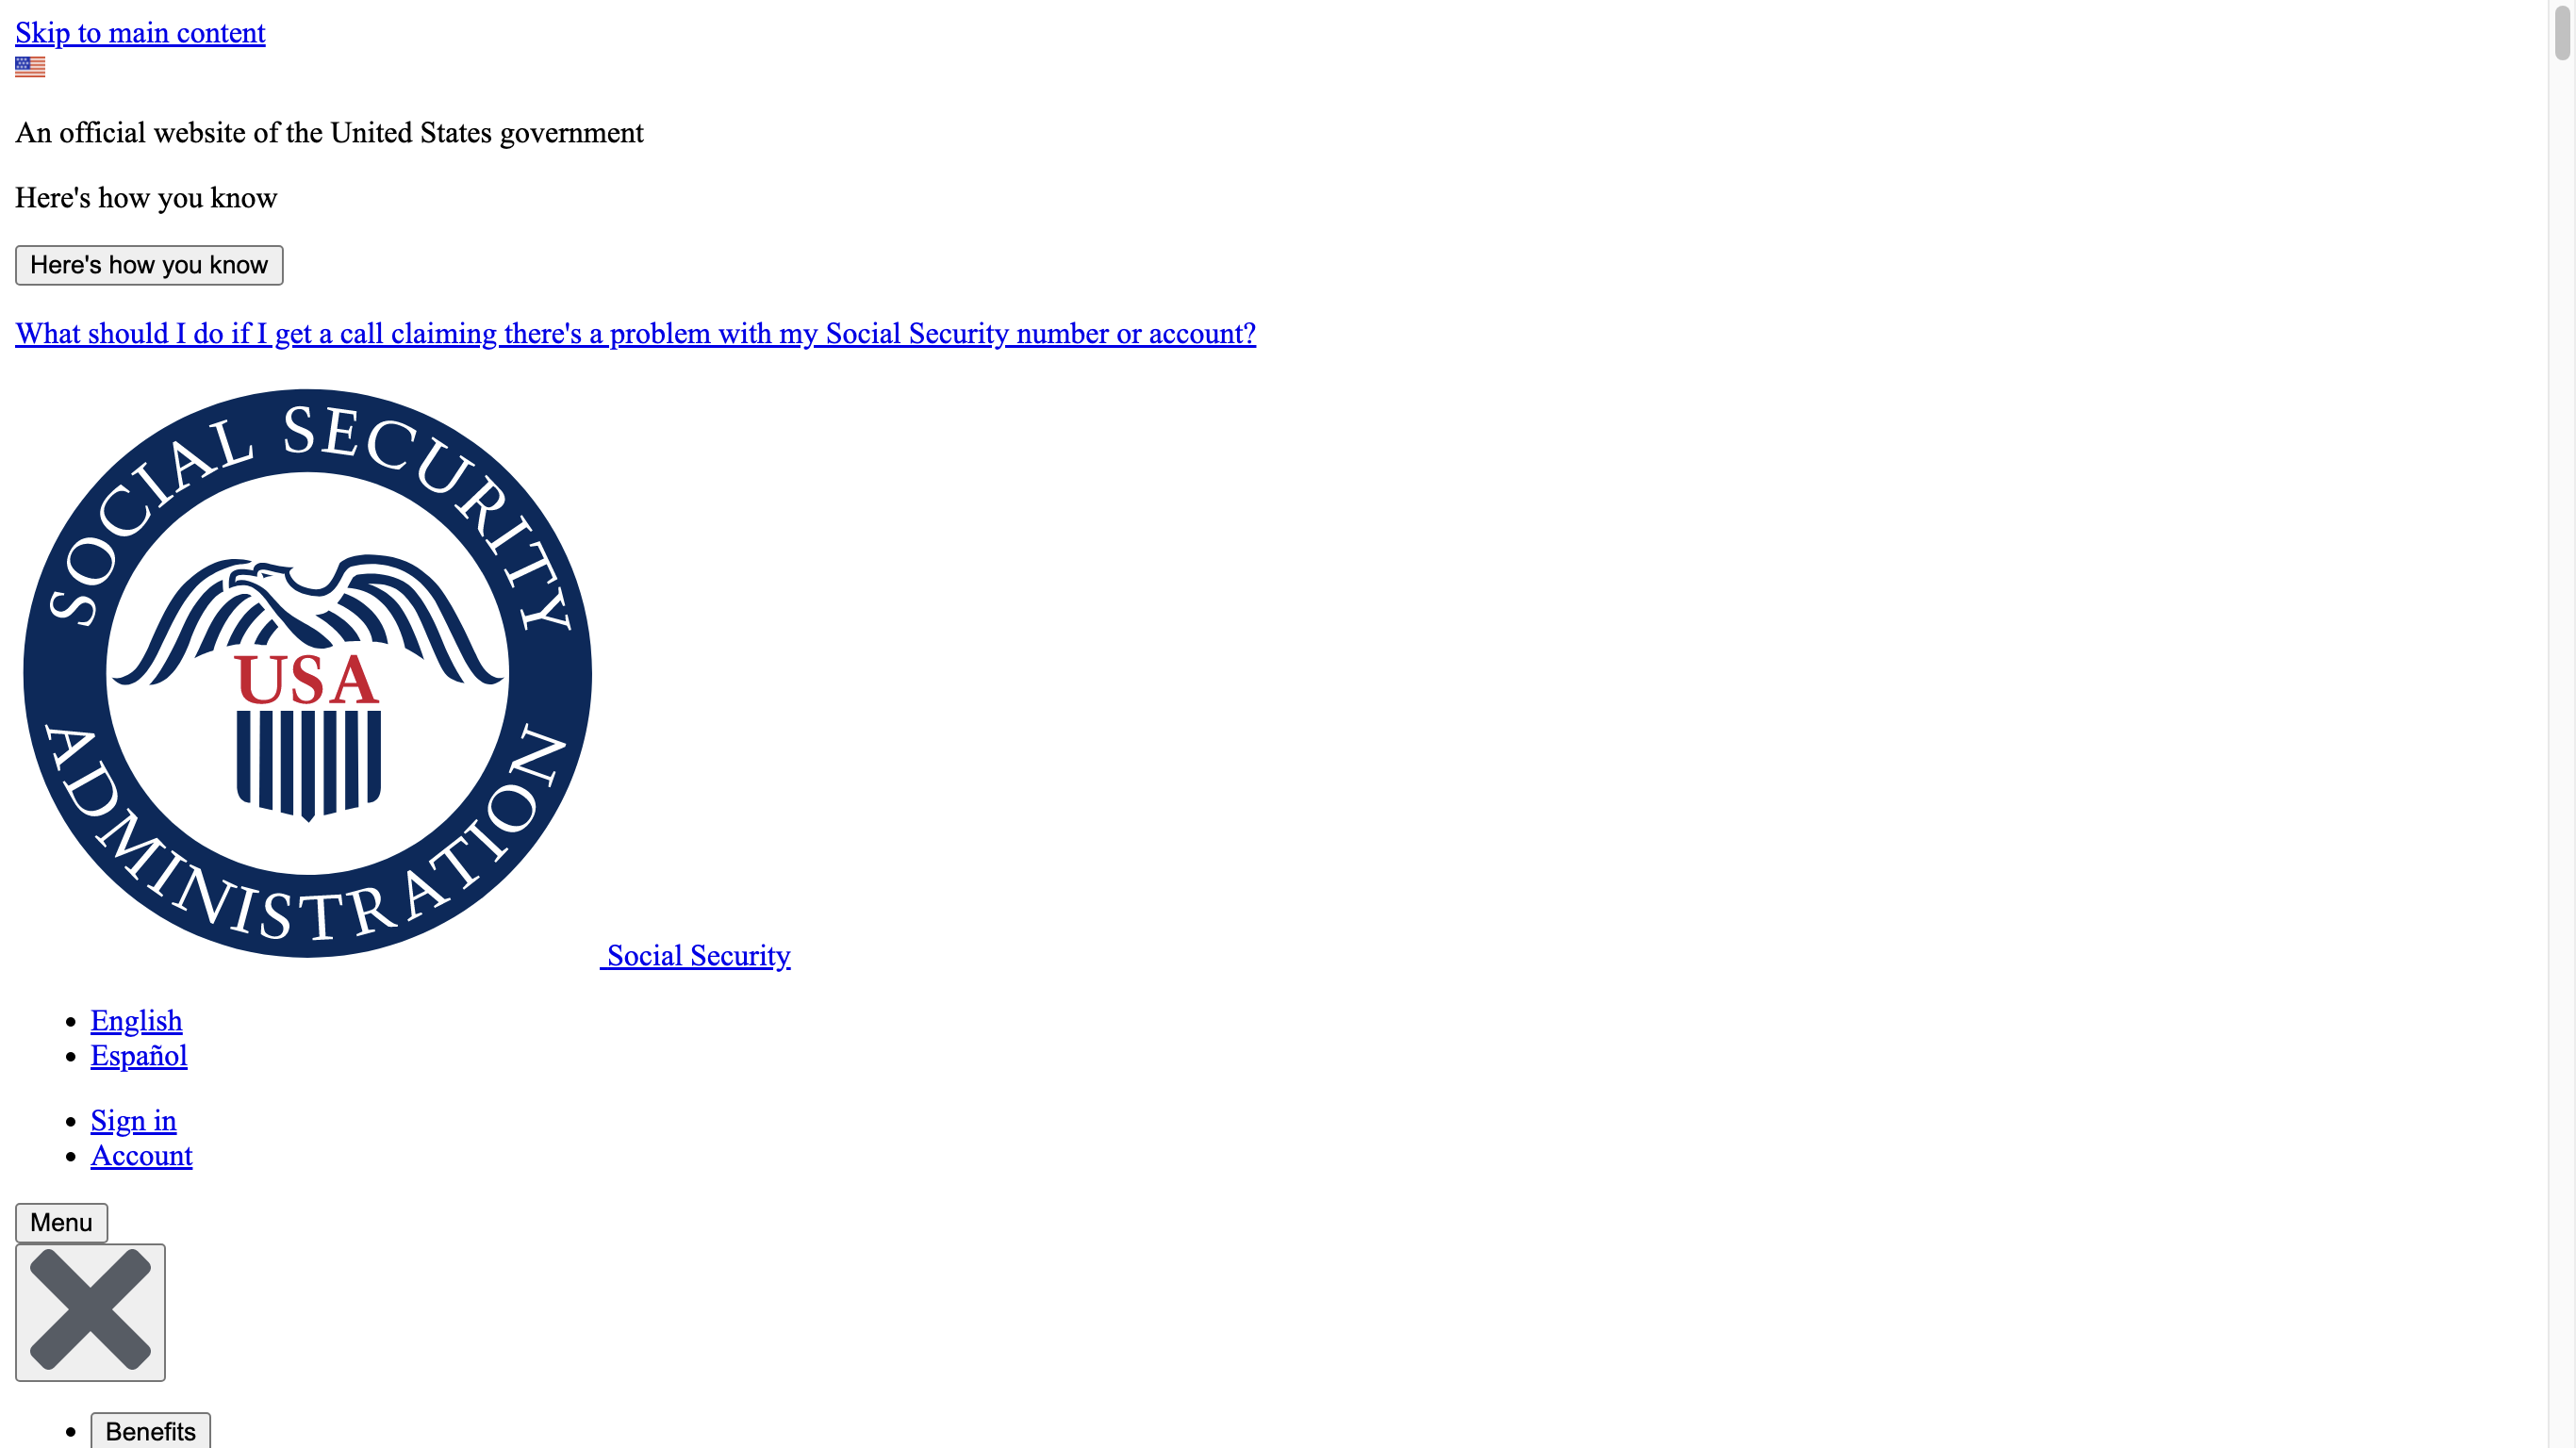 Skip to main content
An official website of the United States government
Here's how you know
Here's how you know
What should I do if I get a call claiming there's a problem with my Social Security number or account?
SOCIAL SECURITY
USA
ADMINISTRATION
Social Security
English
Español
Sign in
Account
Menu
Benefits